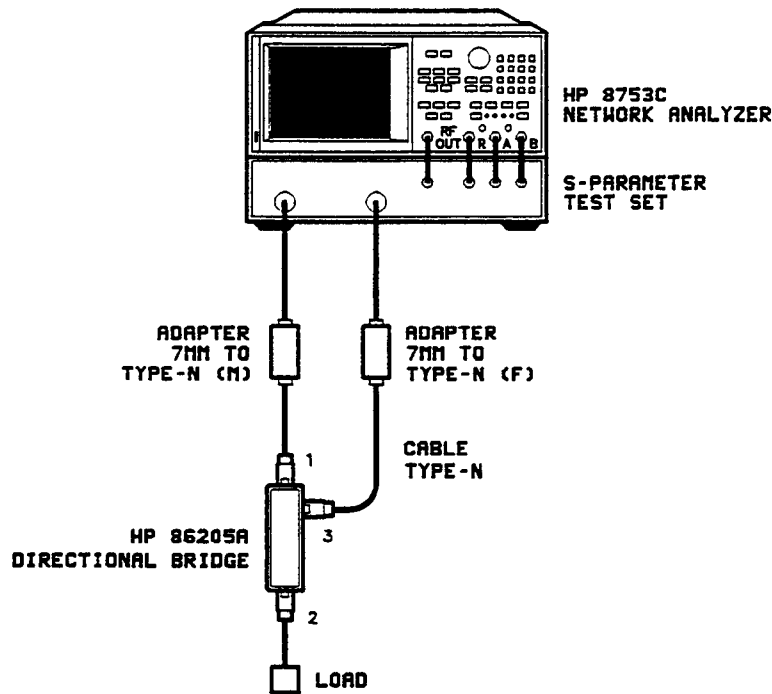 HP 8753C
NETWORK ANALYZER
RF
OUT R A B
S-PARAMETER
TEST SET
ADAPTER
7MM TO
TYPE-N (M)
ADAPTER
7MM TO
TYPE-N (F)
CABLE
TYPE-N
1
3
HP 86205A
DIRECTIONAL BRIDGE
2
LOAD